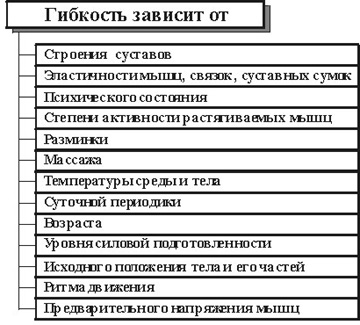 Гибкость зависит от
Строения суставов
Эластичности мышц, связок, суставных сумок
Психического состояния
Степени активности растягиваемых мышц
Разминки
Массажа
Температуры среды и тела
Суточной периодики
Возраста
Уровня силовой подготовленности
Исходного положения тела и его частей
Ритма движения
Предварительного напряжения мышц